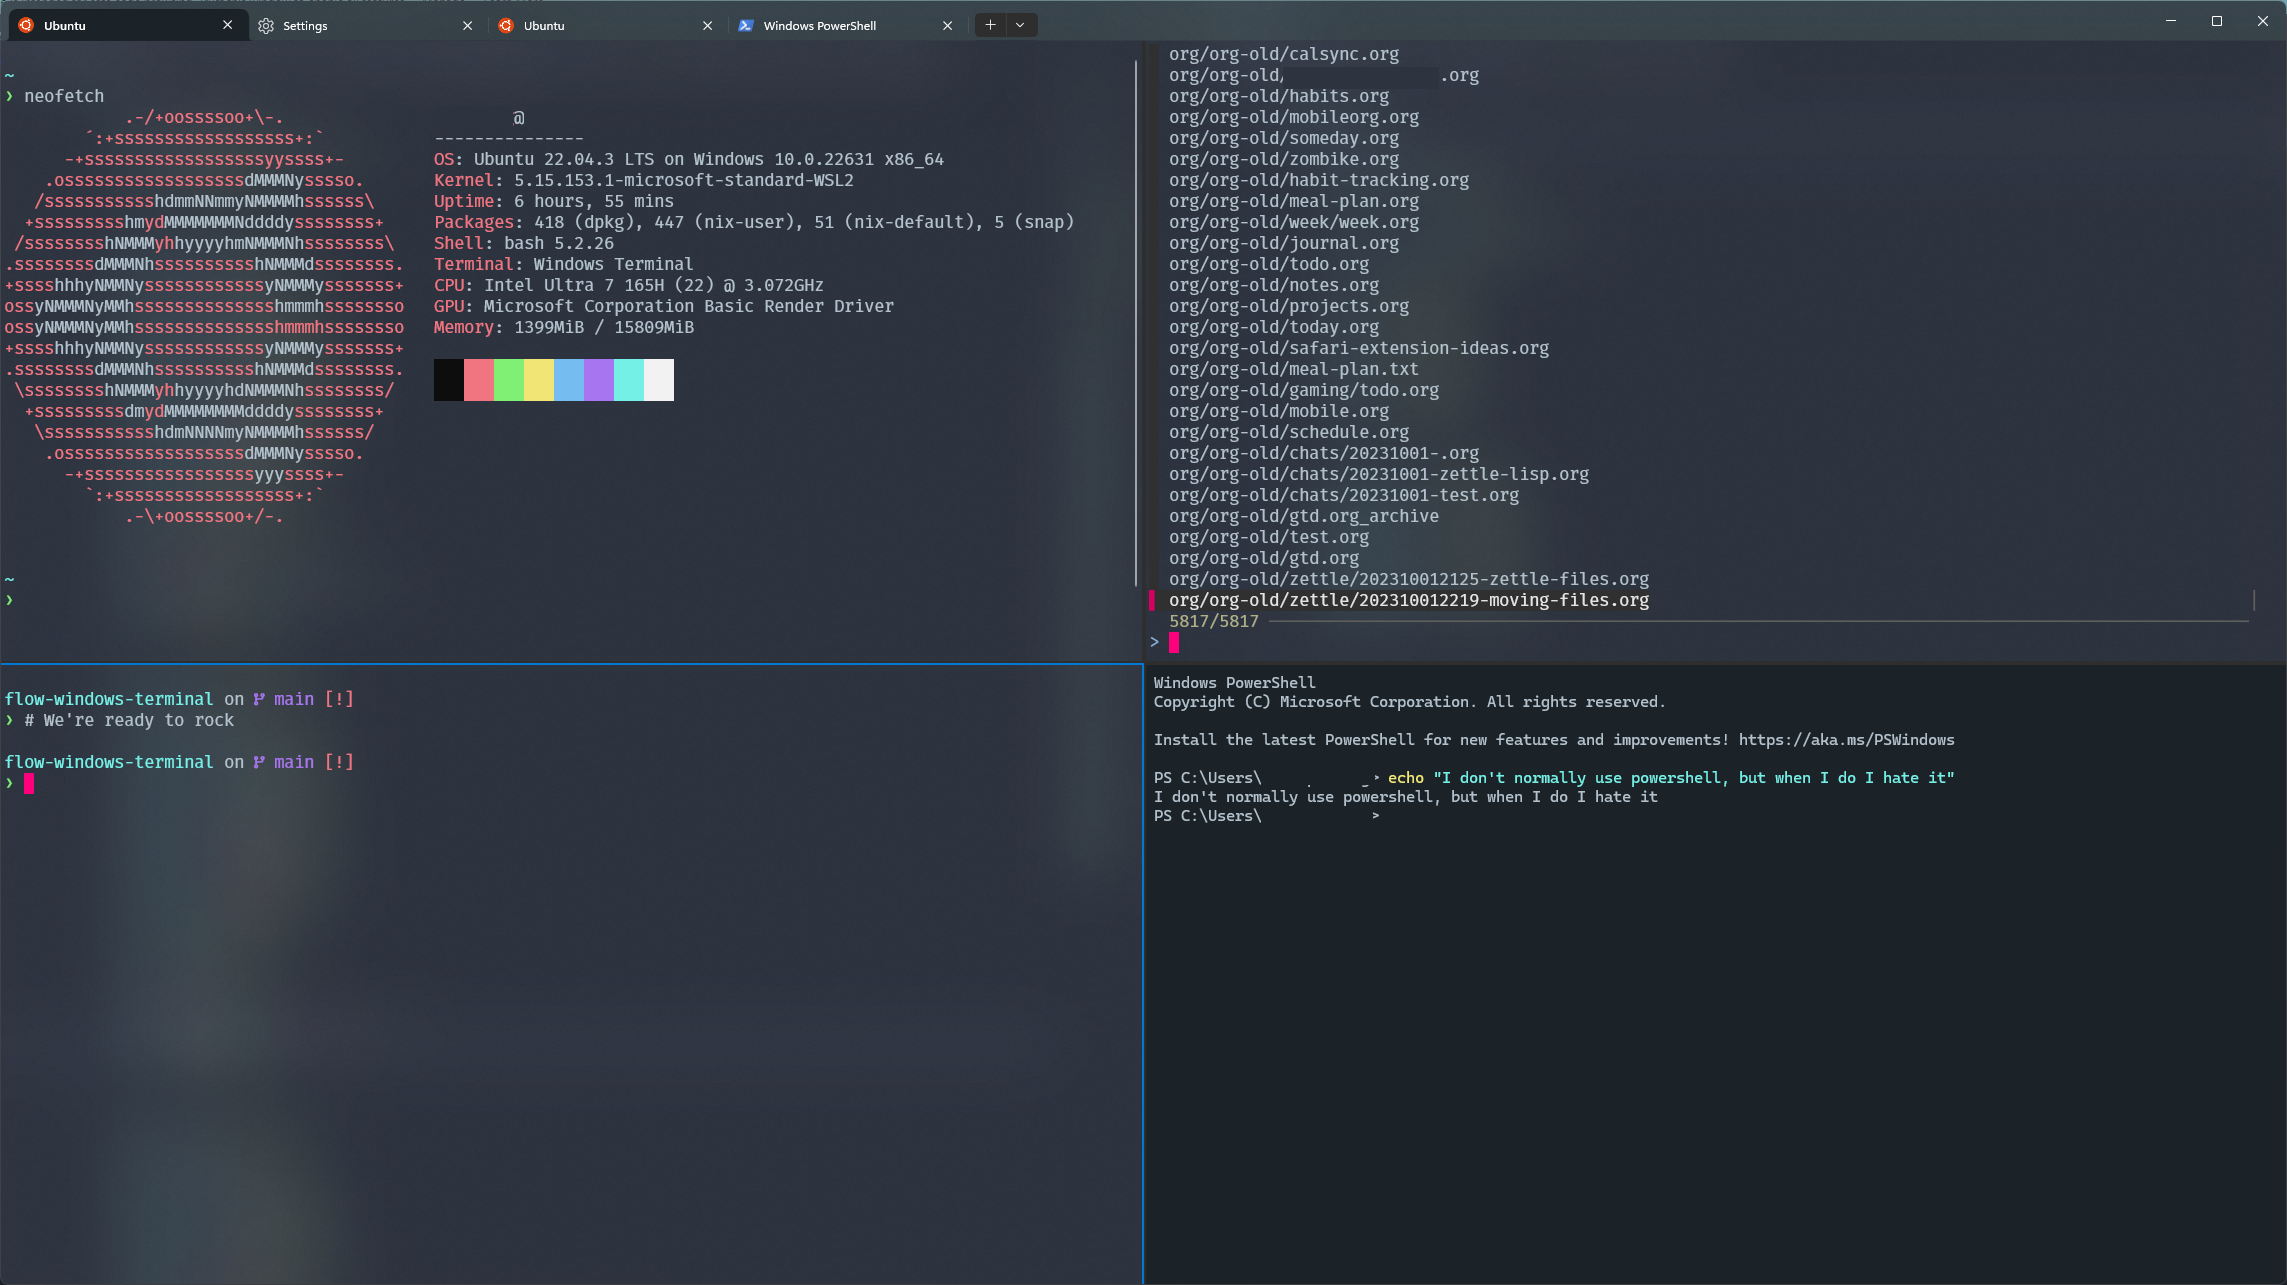 Ubuntu
Settings
Ubuntu
Windows PowerShell
~
❯ neofetch
.-/+oossssoo+\-.
´:+ssssssssssssssssss+:`
-+ssssssssssssssssssyyssss+-
.ossssssssssssssssssdMMMNysssso.
/ssssssssssshdmmNNmmyNMMMMhssssss\
+ssssssssshmydMMMMMMMNddddyssssssss+
/sssssssshNMMMyhhyyyyhmNMMMNhssssssss\
.ssssssssdMMMNhsssssssssshNMMMdssssssss.
+sssshhhyNMMNyssssssssssssyNMMMysssssss+
ossyNMMMNyMMhsssssssssssssshmmmhssssssso
ossyNMMMNyMMhsssssssssssssshmmmhssssssso
+sssshhhyNMMNyssssssssssssyNMMMysssssss+
.ssssssssdMMMNhsssssssssshNMMMdssssssss.
\sssssssshNMMMyhhyyyyhdNMMMNhssssssss/
+sssssssssdmydMMMMMMMMddddyssssssss+
\ssssssssssshdmNNNNmyNMMMMhssssss/
.ossssssssssssssssssdMMMNysssso.
-+sssssssssssssssssyyyssss+-
`:+ssssssssssssssssss+:`
.-\+oossssoo+/-.
@
---------------
OS: Ubuntu 22.04.3 LTS on Windows 10.0.22631 x86_64
Kernel: 5.15.153.1-microsoft-standard-WSL2
Uptime: 6 hours, 55 mins
Packages: 418 (dpkg), 447 (nix-user), 51 (nix-default), 5 (snap)
Shell: bash 5.2.26
Terminal: Windows Terminal
CPU: Intel Ultra 7 165H (22) @ 3.072GHz
GPU: Microsoft Corporation Basic Render Driver
Memory: 1399MiB / 15809MiB
~
❯
org/org-old/calsync.org
org/org-old/ .org
org/org-old/habits.org
org/org-old/mobileorg.org
org/org-old/someday.org
org/org-old/zombike.org
org/org-old/habit-tracking.org
org/org-old/meal-plan.org
org/org-old/week/week.org
org/org-old/journal.org
org/org-old/todo.org
org/org-old/notes.org
org/org-old/projects.org
org/org-old/today.org
org/org-old/safari-extension-ideas.org
org/org-old/meal-plan.txt
org/org-old/gaming/todo.org
org/org-old/mobile.org
org/org-old/schedule.org
org/org-old/chats/20231001-.org
org/org-old/chats/20231001-zettle-lisp.org
org/org-old/chats/20231001-test.org
org/org-old/gtd.org_archive
org/org-old/test.org
org/org-old/gtd.org
org/org-old/zettle/202310012125-zettle-files.org
org/org-old/zettle/202310012219-moving-files.org
5817/5817
>
flow-windows-terminal on main [!]
❯ # We're ready to rock
flow-windows-terminal on main [!]
❯
Windows PowerShell
Copyright (C) Microsoft Corporation. All rights reserved.
Install the latest PowerShell for new features and improvements! https://aka.ms/PSWindows
PS C:\Users\ > echo "I don't normally use powershell, but when I do I hate it"
I don't normally use powershell, but when I do I hate it
PS C:\Users\ >